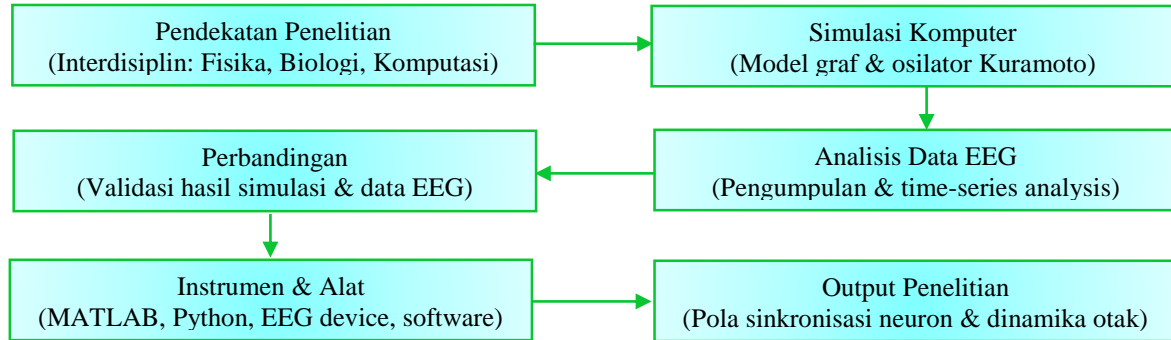 Pendekatan Penelitian
(Interdisiplin: Fisika, Biologi, Komputasi)
Simulasi Komputer
(Model graf & osilator Kuramoto)
Analisis Data EEG
(Pengumpulan & time-series analysis)
Perbandingan
(Validasi hasil simulasi & data EEG)
Instrumen & Alat
(MATLAB, Python, EEG device, software)
Output Penelitian
(Pola sinkronisasi neuron & dinamika otak)